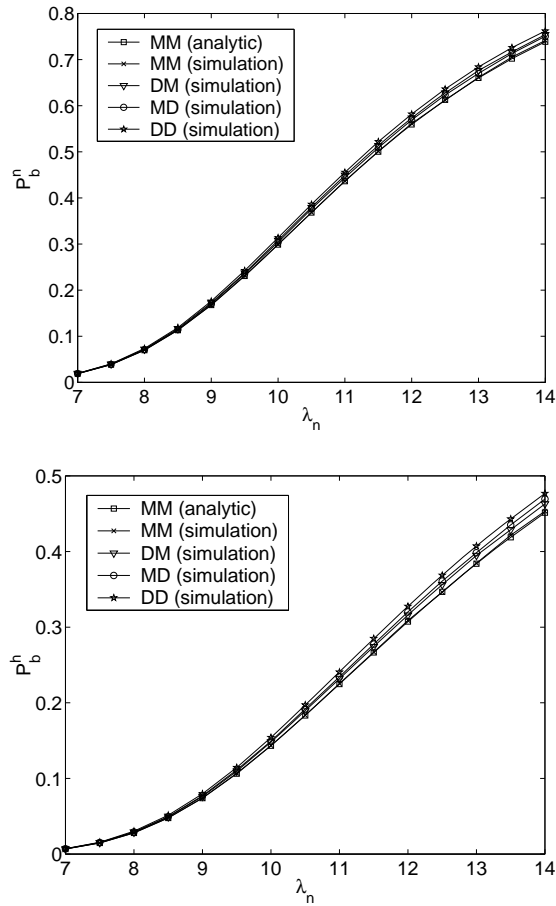 0.8
0.7
0.6
0.5
0.4
0.3
0.2
0.1
0
P_b^n
MM (analytic)
MM (simulation)
DM (simulation)
MD (simulation)
DD (simulation)
7 8 9 10 11 12 13 14
λ_n
0.5
0.4
0.3
0.2
0.1
0
P_b^h
MM (analytic)
MM (simulation)
DM (simulation)
MD (simulation)
DD (simulation)
7 8 9 10 11 12 13 14
λ_n